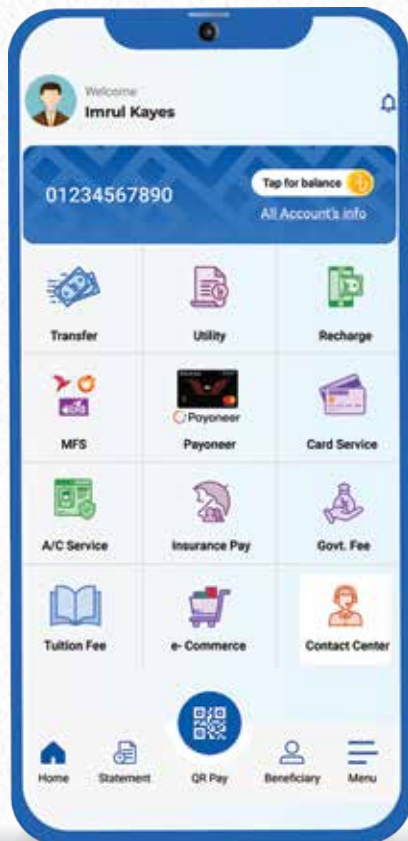 Welcome
Imrul Kayes
01234567890
Tap for balance
All Account's info
Transfer
Utility
Recharge
Payoneer
MFS
Payoneer
Card Service
A/C Service
Insurance Pay
Govt. Fee
Tuition Fee
e- Commerce
Contact Center
Home
Statement
QR Pay
Beneficiary
Menu